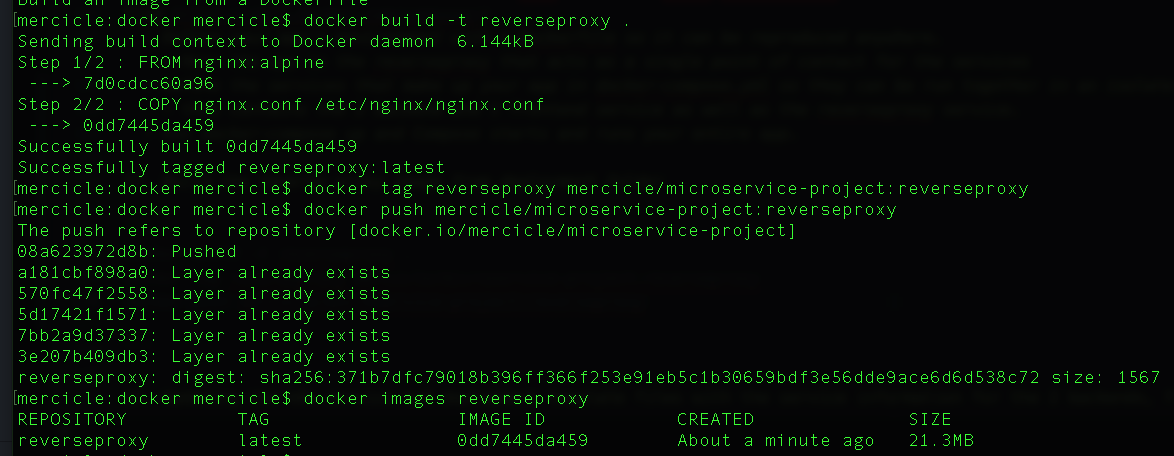 Build an image from a Dockerfile
[mercicle:docker mercicle$ docker build -t reverseproxy .
Sending build context to Docker daemon  6.144kB
Step 1/2 : FROM nginx:alpine
 ---> 7d0cdcc60a96
Step 2/2 : COPY nginx.conf /etc/nginx/nginx.conf
 ---> 0dd7445da459
Successfully built 0dd7445da459
Successfully tagged reverseproxy:latest
[mercicle:docker mercicle$ docker tag reverseproxy mercicle/microservice-project:reverseproxy
[mercicle:docker mercicle$ docker push mercicle/microservice-project:reverseproxy
The push refers to repository [docker.io/mercicle/microservice-project]
08a623972d8b: Pushed
a181cbf898a0: Layer already exists
570fc47f2558: Layer already exists
5d17421f1571: Layer already exists
7bb2a9d37337: Layer already exists
3e207b409db3: Layer already exists
reverseproxy: digest: sha256:371b7dfc79018b396ff366f253e91eb5c1b30659bdf3e56dde9ace6d6d538c72 size: 1567
[mercicle:docker mercicle$ docker images reverseproxy
REPOSITORY          TAG                 IMAGE ID            CREATED              SIZE
reverseproxy        latest              0dd7445da459        About a minute ago   21.3MB